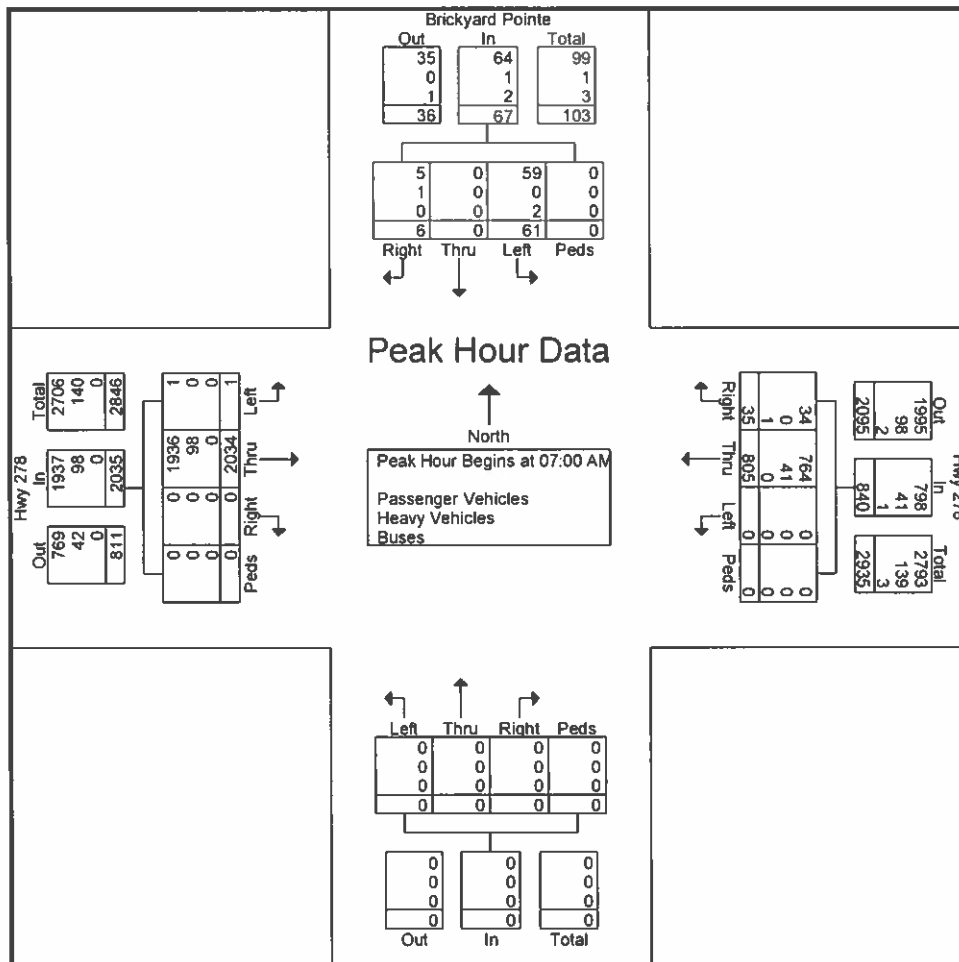 Brickyard Pointe
Out In Total
35 64 99
0 1 1
1 2 3
36 67 103
5 0 59 0
1 0 0 0
0 0 2 0
6 0 61 0
Right Thru Left Peds
Peak Hour Data
North
Peak Hour Begins at 07:00 AM
Passenger Vehicles
Heavy Vehicles
Buses
Hwy 278
Total In Out
2706 1937 769
140 98 42
0 0 0
2846 2035 811
1 1936 0 0
0 98 0 0
0 0 0 0
1 2034 0 0
Left Thru Right Peds
Right Thru Left Peds
34 764 0 0
0 41 0 0
1 0 0 0
35 805 0 0
Out In Total
1995 798 2793
98 41 139
2 1 3
2095 840 2935
Hwy 278
Left Thru Right Peds
0 0 0 0
0 0 0 0
0 0 0 0
0 0 0 0
0 0 0
0 0 0
0 0 0
0 0 0
Out In Total